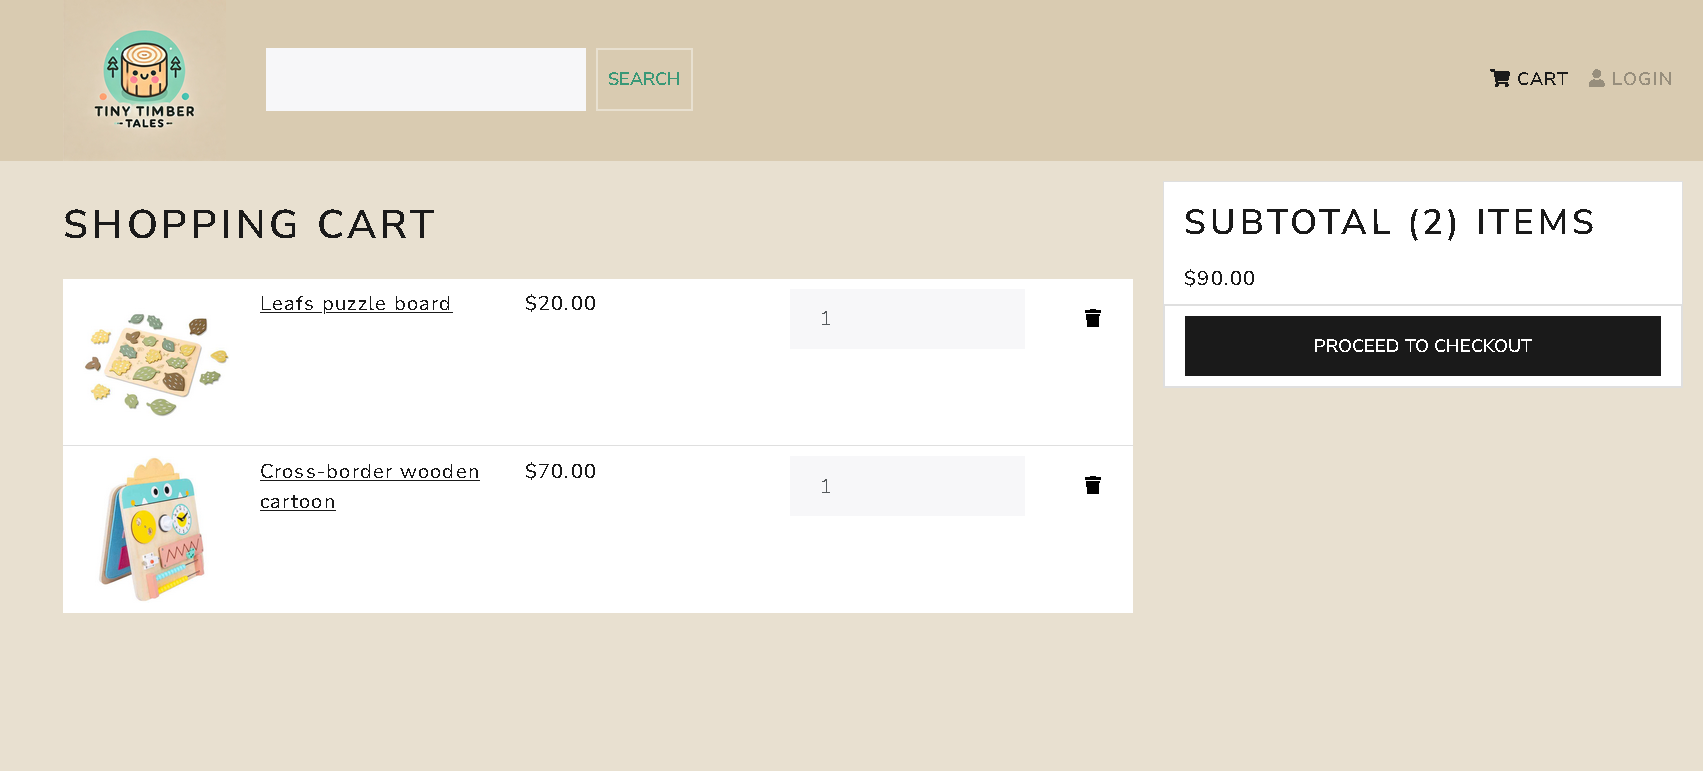 TINY TIMBER
-TALES-
SEARCH
CART
LOGIN
SHOPPING CART
Leafs puzzle board
$20.00
1
Cross-border wooden
cartoon
$70.00
1
SUBTOTAL (2) ITEMS
$90.00
PROCEED TO CHECKOUT